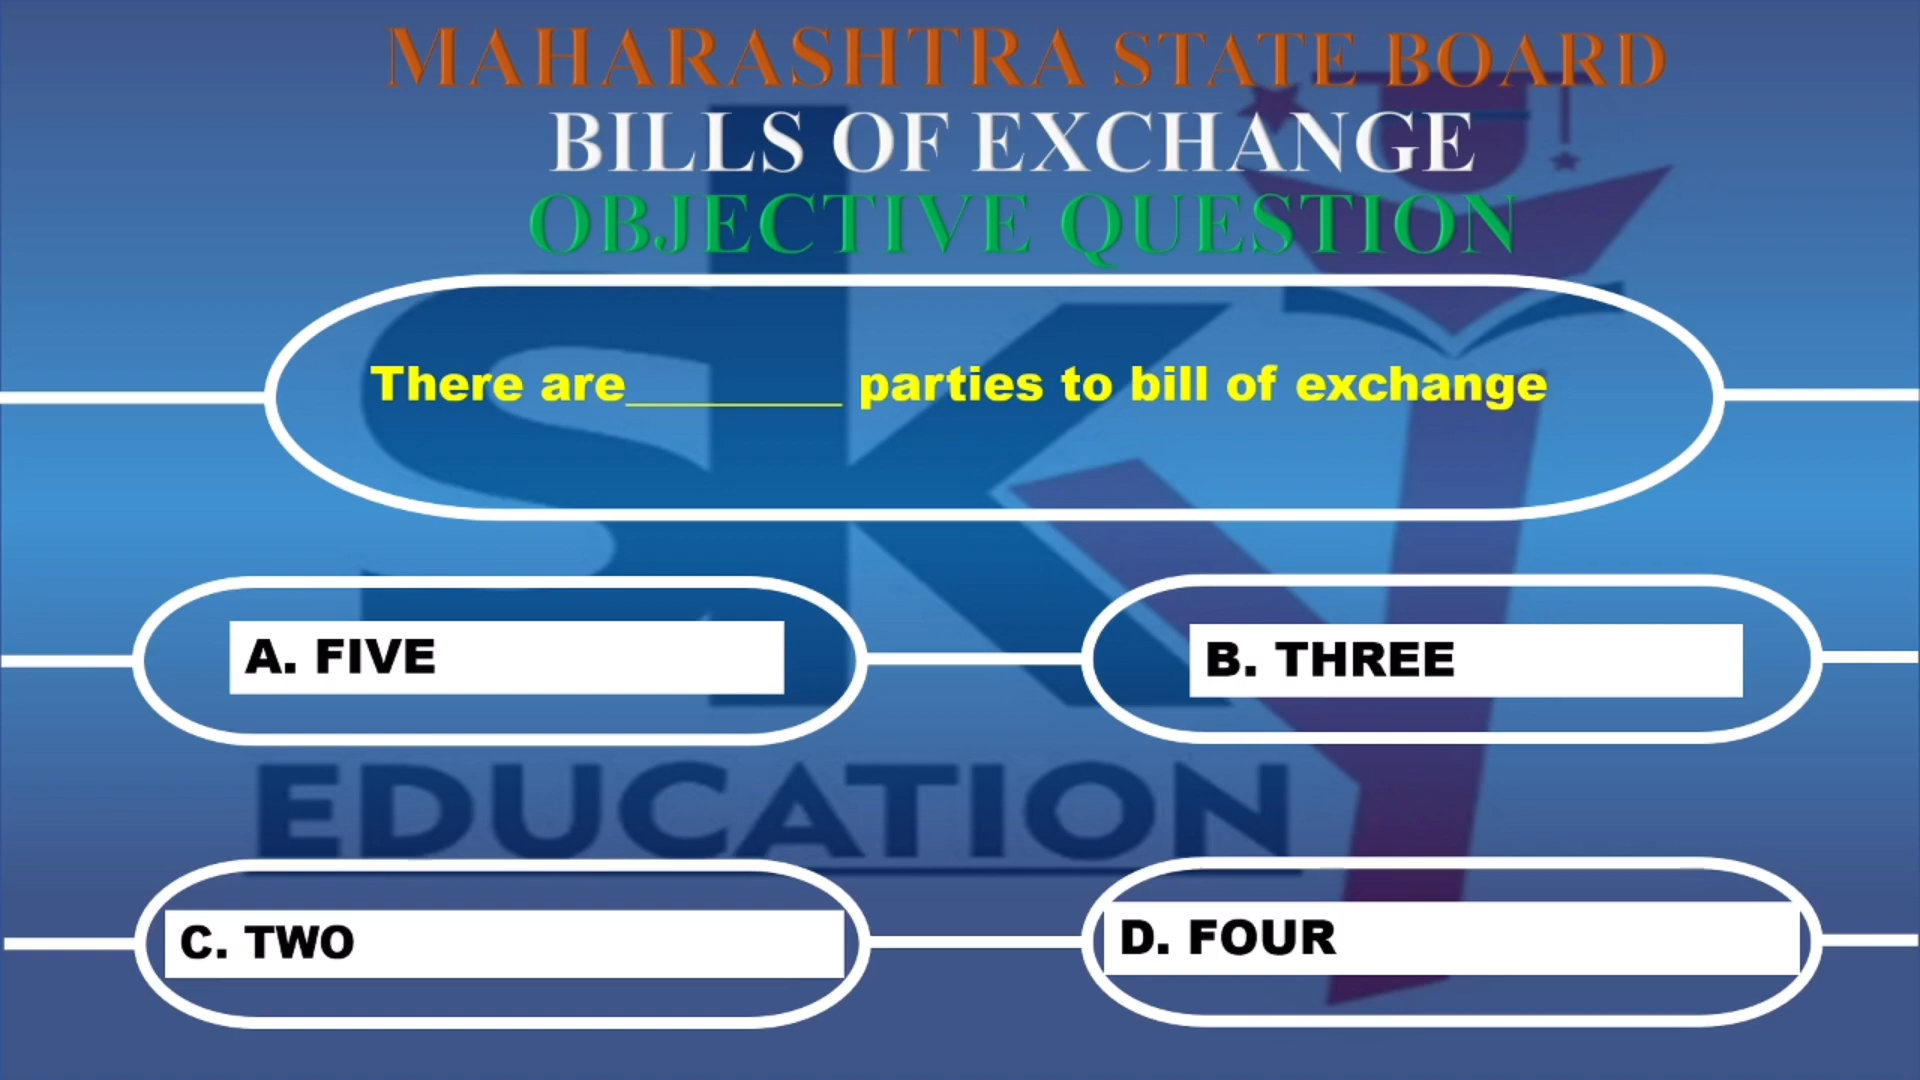 MAHARASHTRA STATE BOARD
BILLS OF EXCHANGE
OBJECTIVE QUESTION
There are_________ parties to bill of exchange
A. FIVE
B. THREE
EDUCATION
C. TWO
D. FOUR